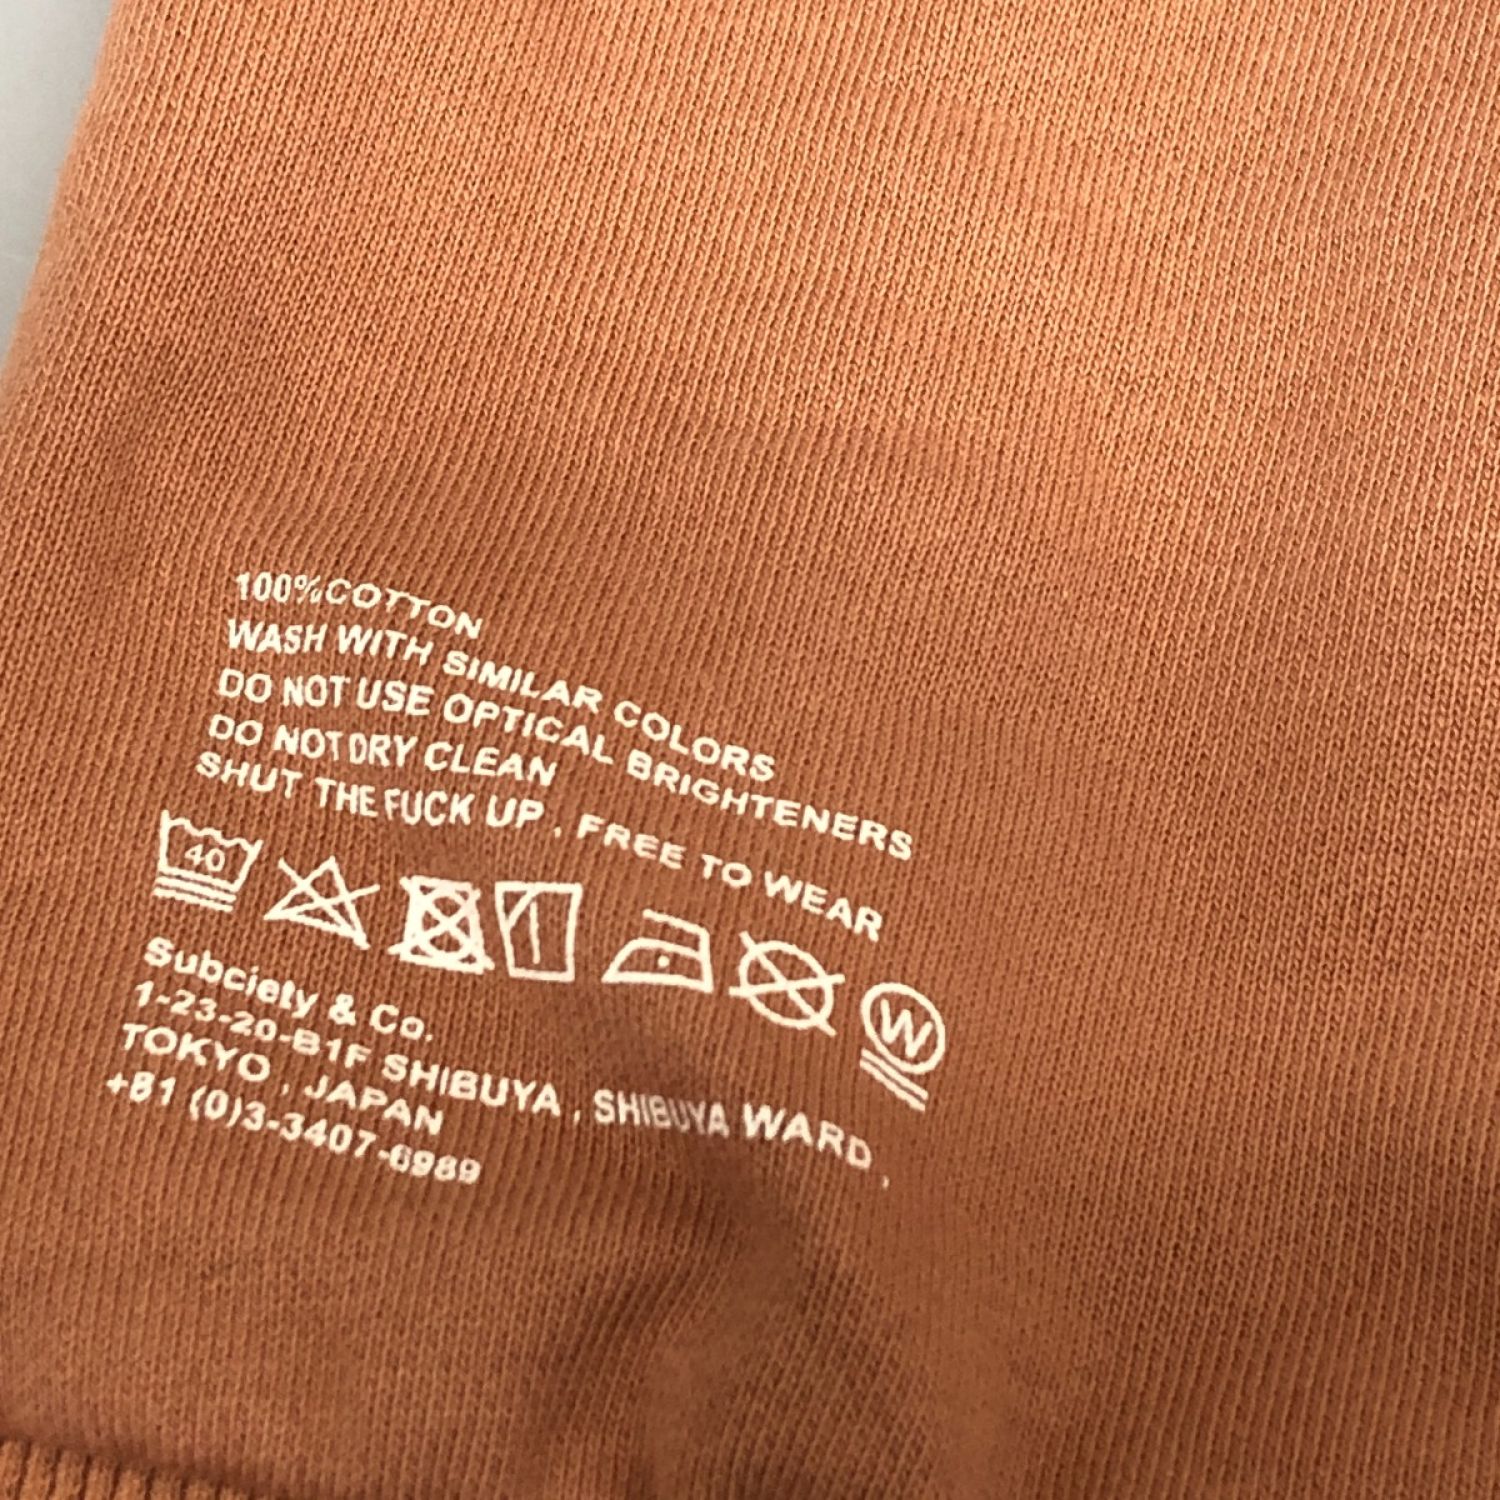 100%COTTON
WASH WITH SIMILAR COLORS
DO NOT USE OPTICAL BRIGHTENERS
DO NOT DRY CLEAN
SHUT THE FUCK UP , FREE TO WEAR
40
W
Subciety & Co.
1-23-20-B1F SHIBUYA , SHIBUYA WARD ,
TOKYO , JAPAN
+81 (0)3-3407-6989